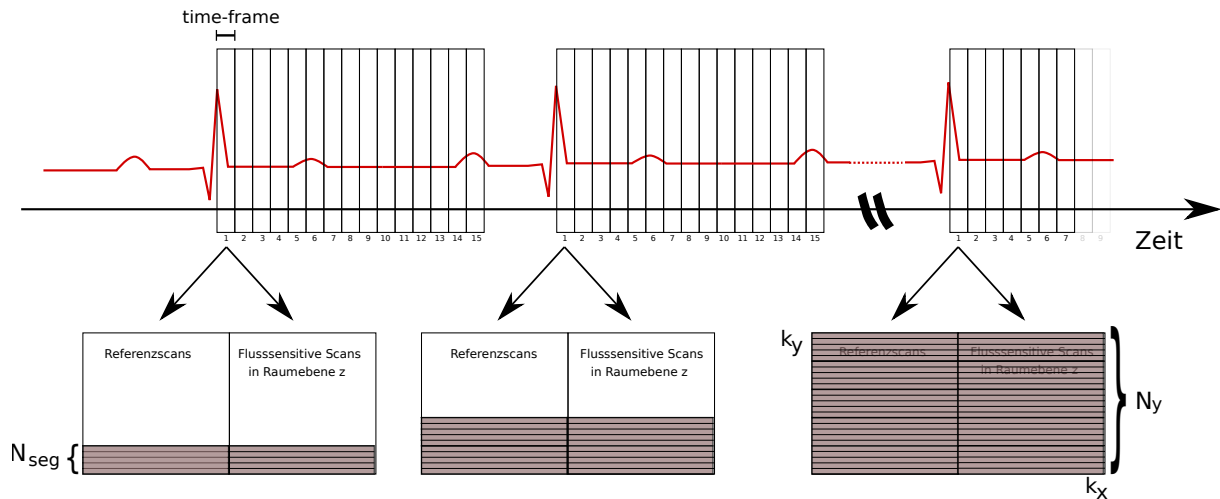 time-frame
1 2 3 4 5 6 7 8 9 10 11 12 13 14 15
1 2 3 4 5 6 7 8 9 10 11 12 13 14 15
1 2 3 4 5 6 7 8 9
Zeit
Referenzscans
Flusssensitive Scans
in Raumebene z
Referenzscans
Flusssensitive Scans
in Raumebene z
ky
Referenzscans
Flusssensitive Scans
in Raumebene z
Ny
Nseg
kx